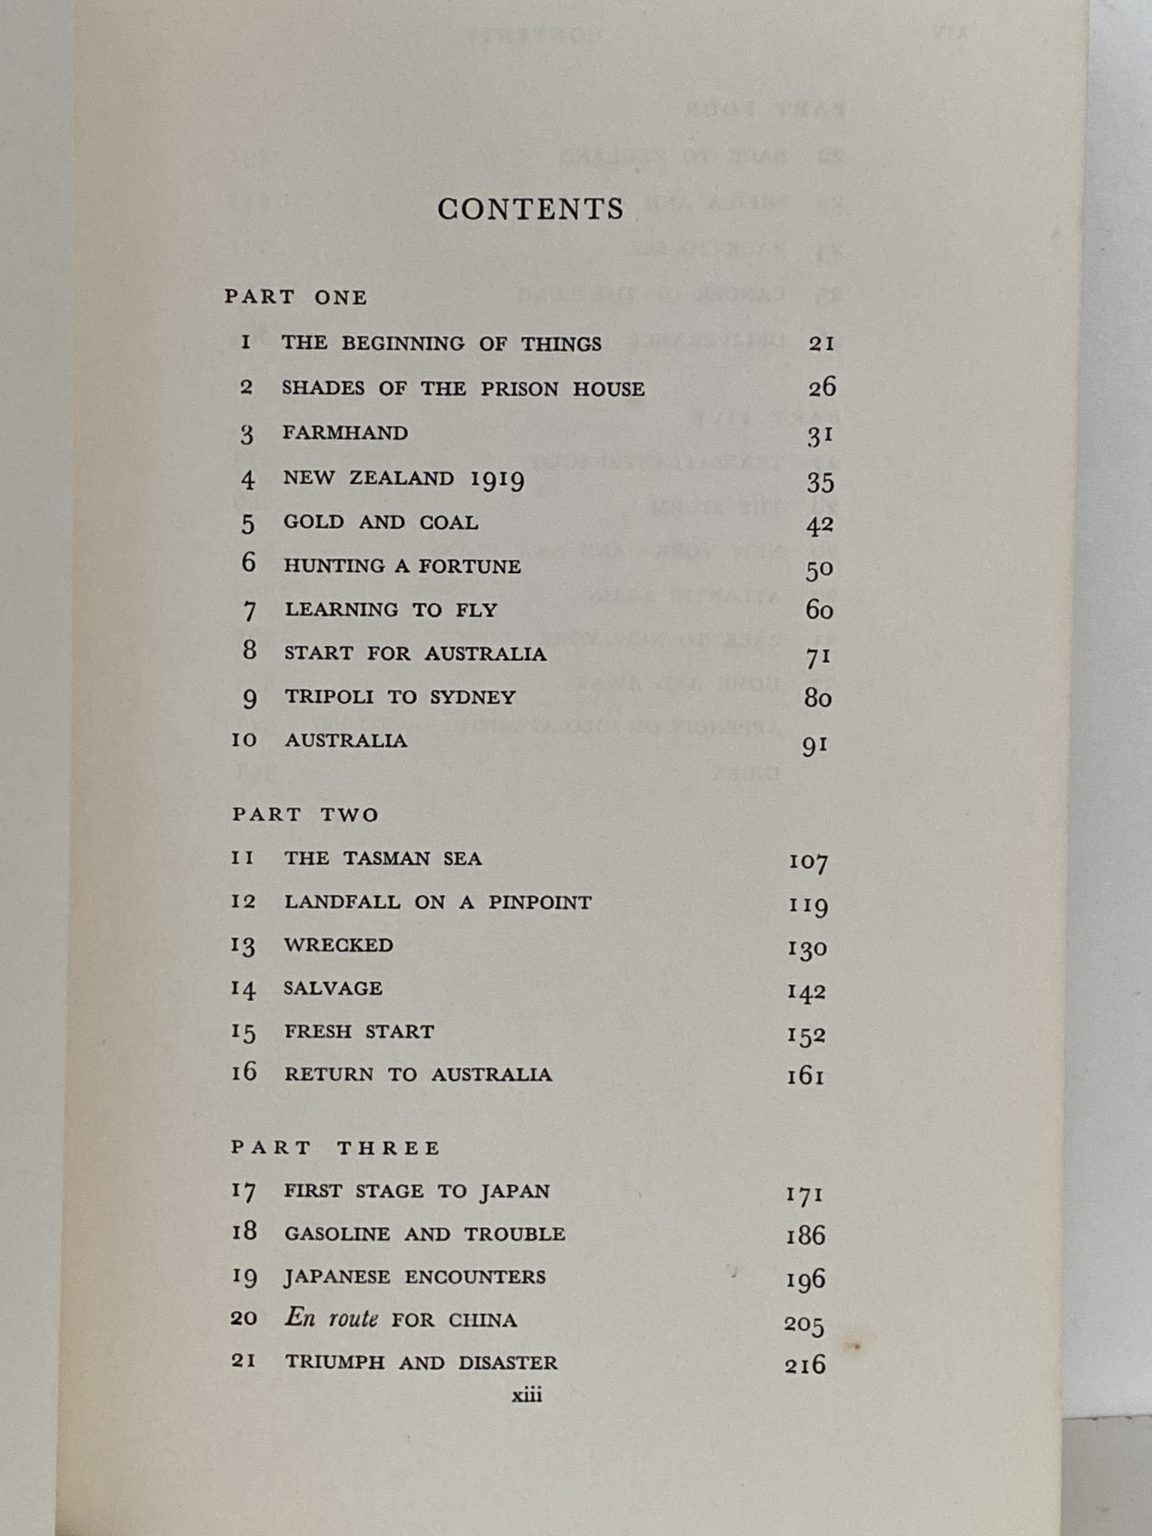 CONTENTS
PART ONE
1 THE BEGINNING OF THINGS 21
2 SHADES OF THE PRISON HOUSE 26
3 FARMHAND 31
4 NEW ZEALAND 1919 35
5 GOLD AND COAL 42
6 HUNTING A FORTUNE 50
7 LEARNING TO FLY 60
8 START FOR AUSTRALIA 71
9 TRIPOLI TO SYDNEY 80
10 AUSTRALIA 91
PART TWO
11 THE TASMAN SEA 107
12 LANDFALL ON A PINPOINT 119
13 WRECKED 130
14 SALVAGE 142
15 FRESH START 152
16 RETURN TO AUSTRALIA 161
PART THREE
17 FIRST STAGE TO JAPAN 171
18 GASOLINE AND TROUBLE 186
19 JAPANESE ENCOUNTERS 196
20 En route FOR CHINA 205
21 TRIUMPH AND DISASTER 216
xiii